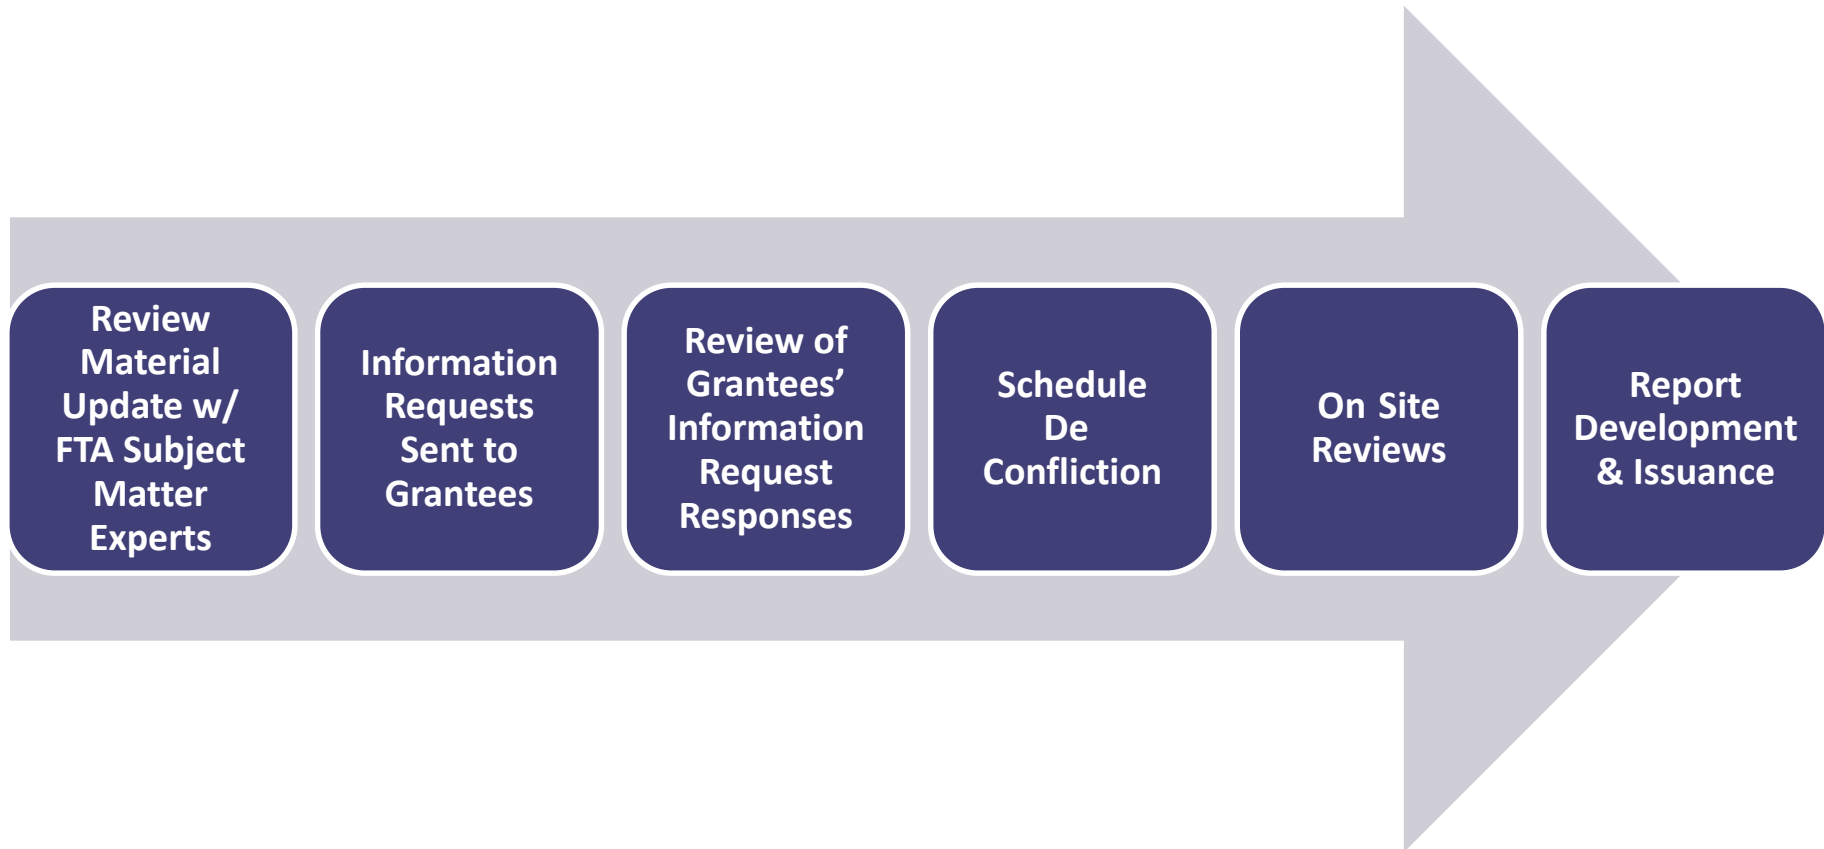 Review
Material
Update w/
FTA Subject
Matter
Experts
Information
Requests
Sent to
Grantees
Review of
Grantees’
Information
Request
Responses
Schedule
De
Confliction
On Site
Reviews
Report
Development
& Issuance